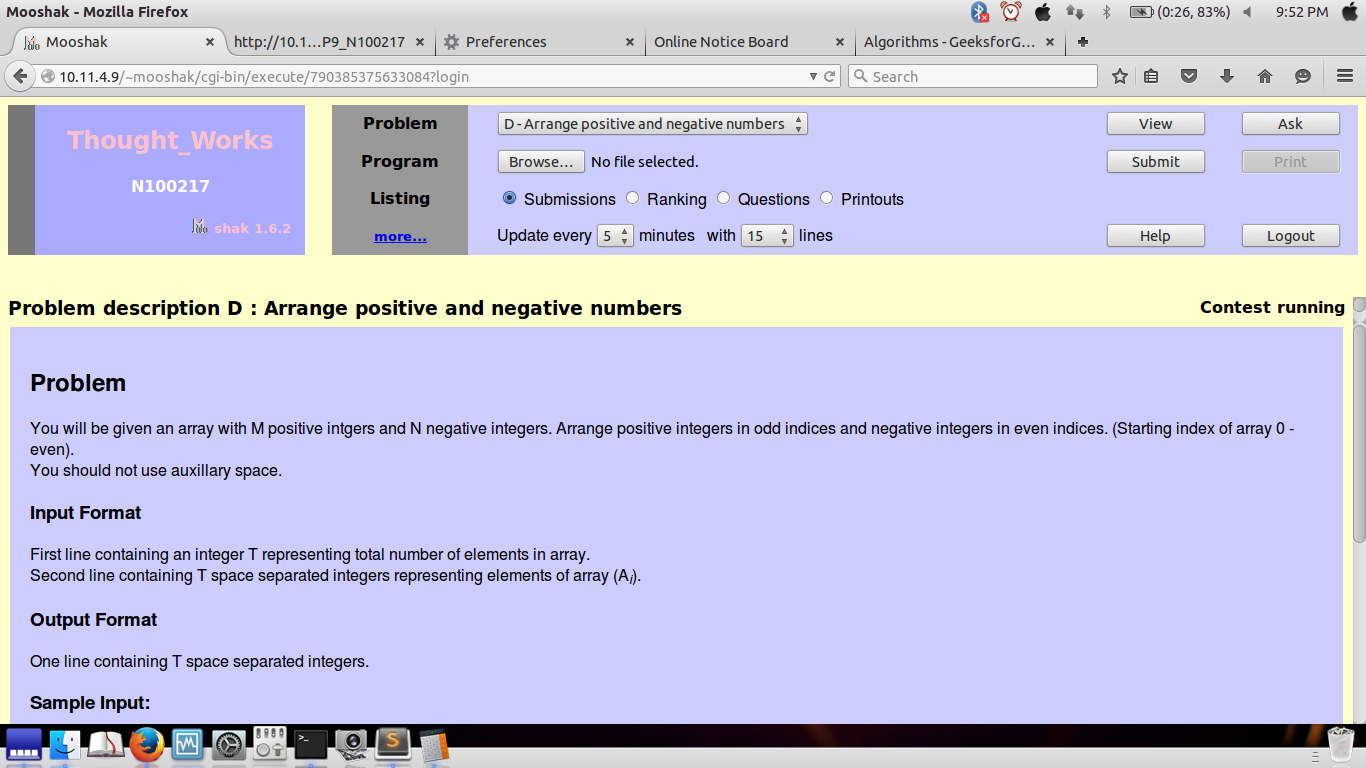 Mooshak - Mozilla Firefox
(0:26, 83%) 9:52 PM
Mooshak × http://10.1...P9_N100217 × Preferences × Online Notice Board × Algorithms - GeeksforG... ×
10.11.4.9/~mooshak/cgi-bin/execute/790385375633084?login
Search
Thought_Works
N100217
shak 1.6.2
Problem D - Arrange positive and negative numbers View Ask
Program Browse... No file selected. Submit Print
Listing Submissions Ranking Questions Printouts
more... Update every 5 minutes with 15 lines Help Logout
Problem description D : Arrange positive and negative numbers Contest running
Problem
You will be given an array with M positive intgers and N negative integers. Arrange positive integers in odd indices and negative integers in even indices. (Starting index of array 0 -
even).
You should not use auxillary space.
Input Format
First line containing an integer T representing total number of elements in array.
Second line containing T space separated integers representing elements of array (Ai).
Output Format
One line containing T space separated integers.
Sample Input: